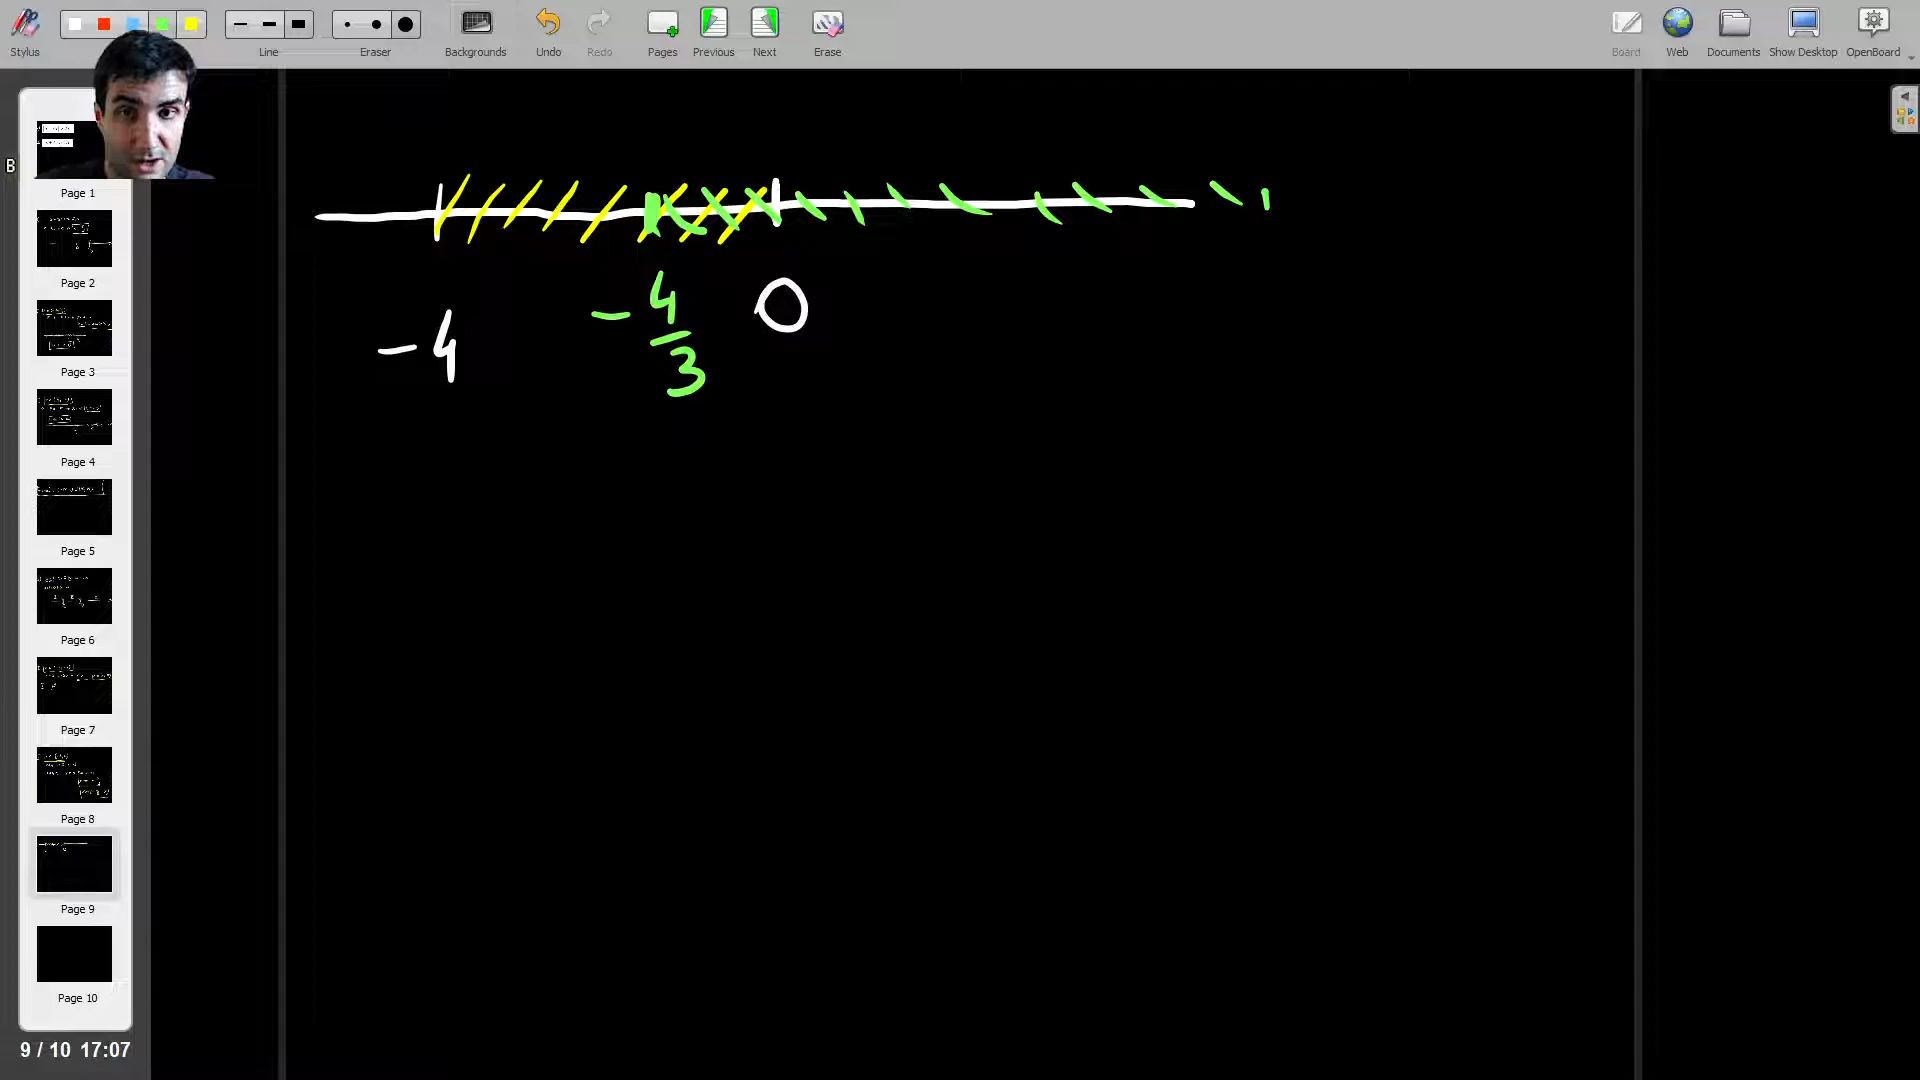 Stylus
Line
Eraser
Backgrounds
Undo
Redo
Pages
Previous
Next
Erase
Board
Web
Documents
Show Desktop
OpenBoard
B
Page 1
Page 2
Page 3
Page 4
Page 5
Page 6
Page 7
Page 8
Page 9
Page 10
9 / 10 17:07
-4
-4/3
0